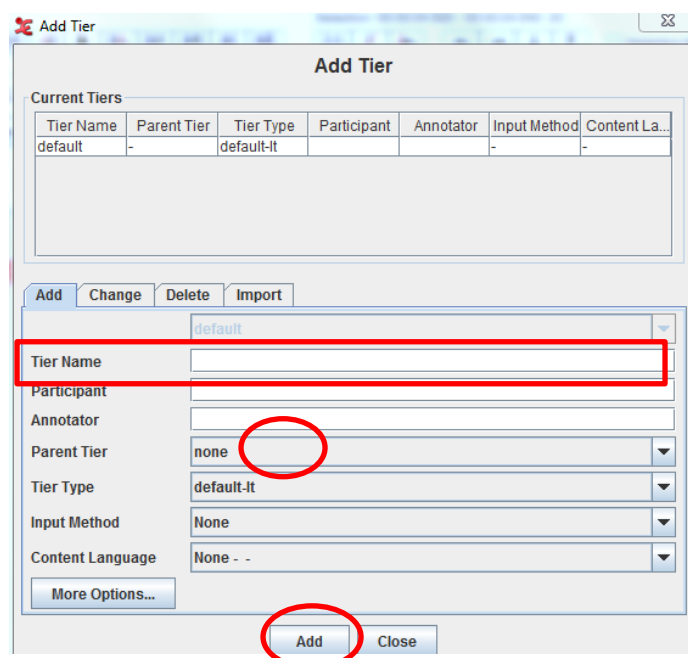 Add Tier
Add Tier
Current Tiers
Tier Name Parent Tier Tier Type Participant Annotator Input Method Content La...
default - default-lt - -
Add Change Delete Import
default
Tier Name
Participant
Annotator
Parent Tier none
Tier Type default-lt
Input Method None
Content Language None - -
More Options...
Add Close